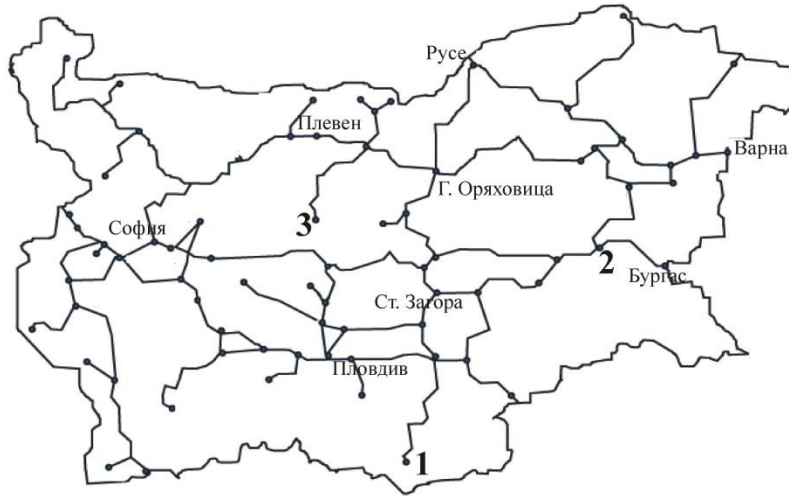 Русе
Плевен
Варна
Г. Оряховица
3
София
2
Бургас
Ст. Загора
Пловдив
1